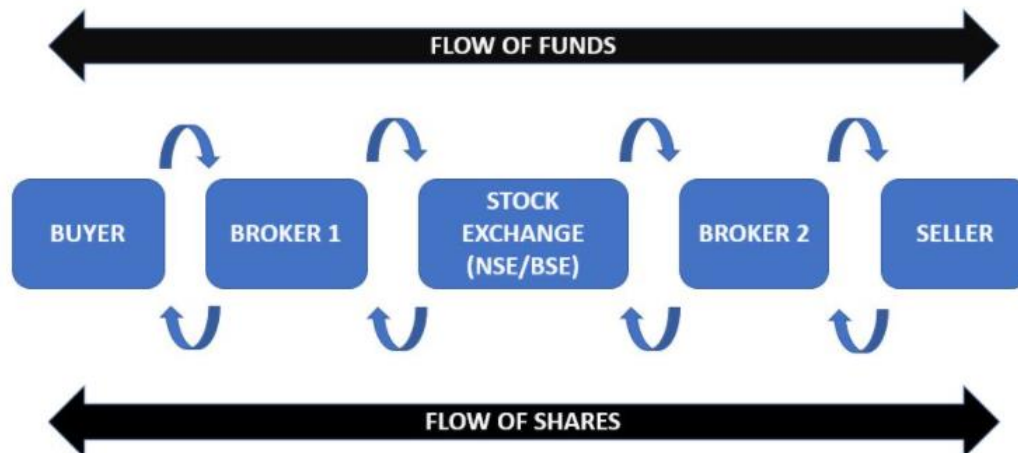 FLOW OF FUNDS
BUYER
BROKER 1
STOCK
EXCHANGE
(NSE/BSE)
BROKER 2
SELLER
FLOW OF SHARES